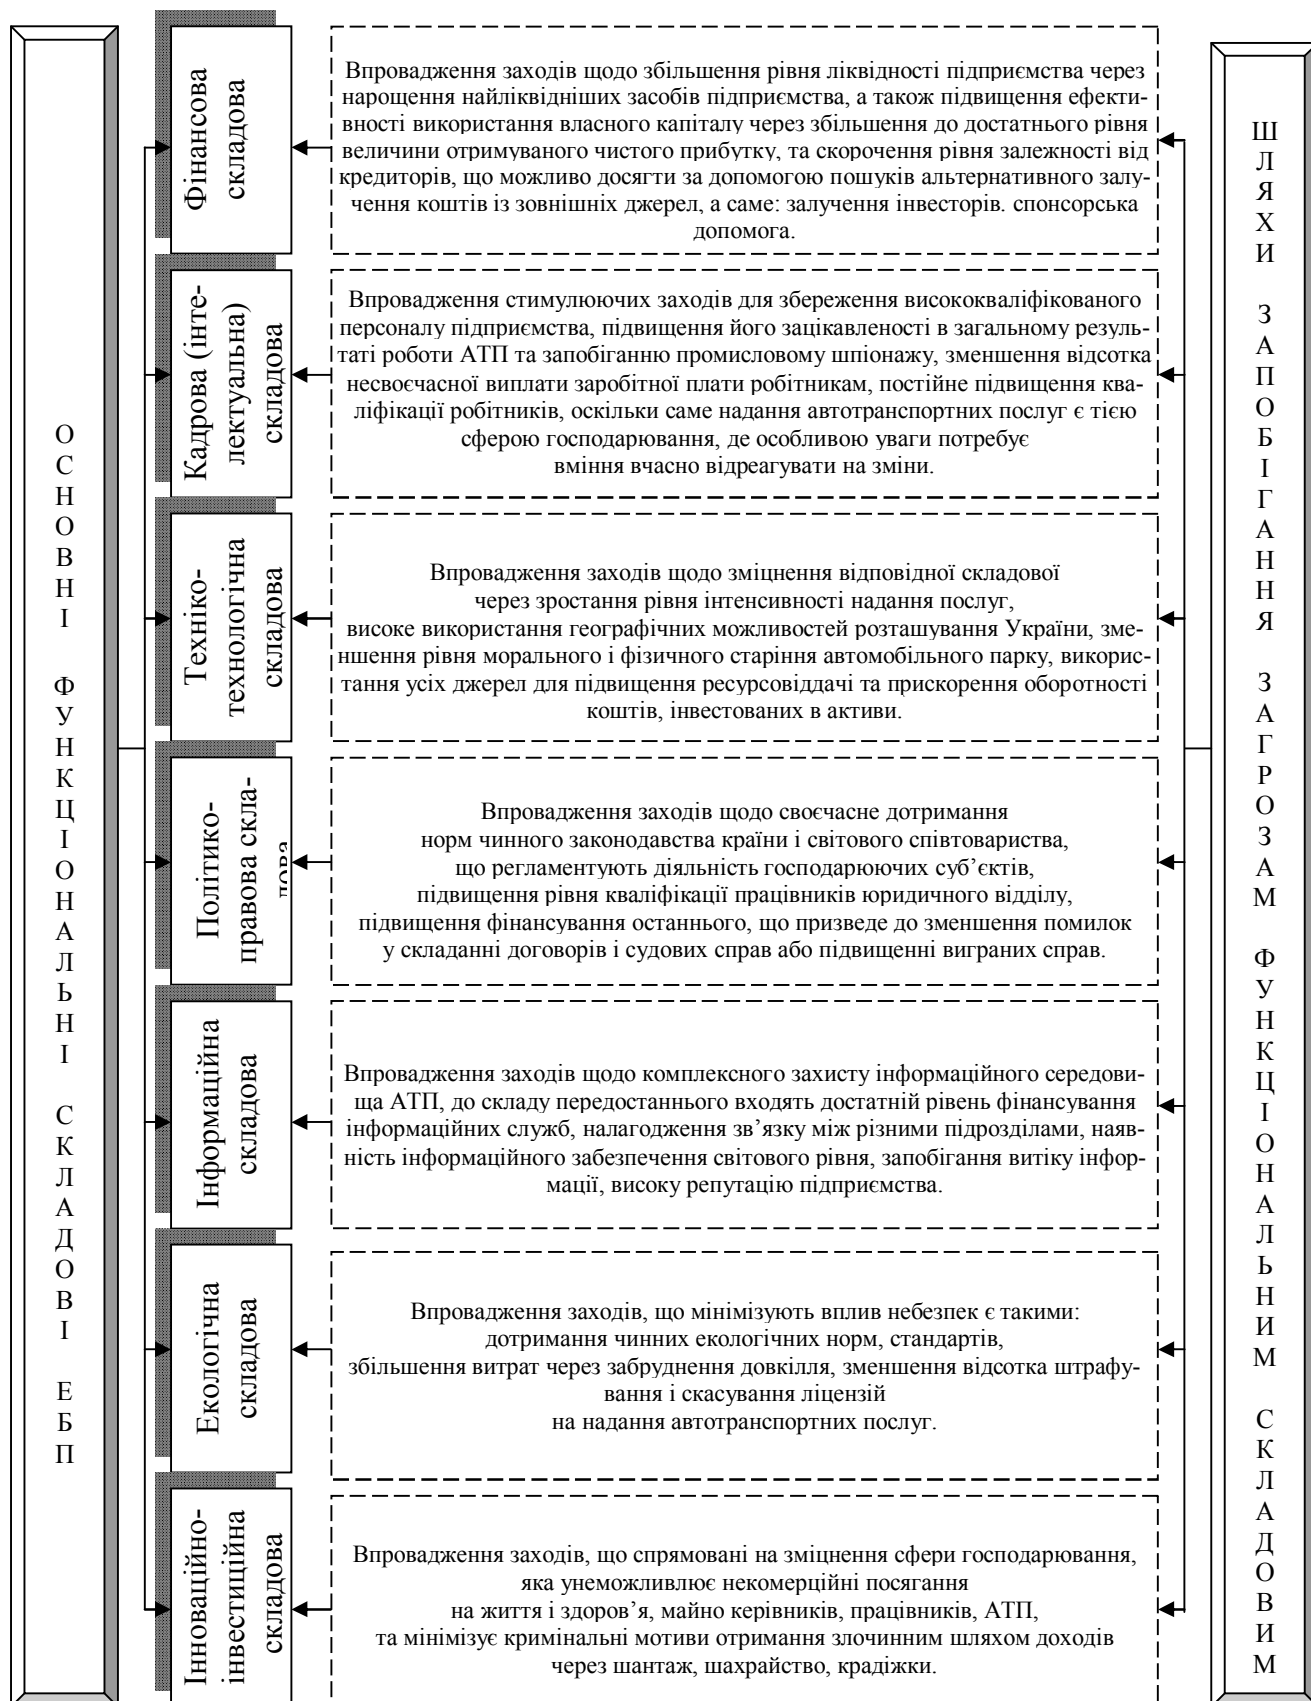 ОСНОВНІ ФУНКЦІОНАЛЬНІ СКЛАДОВІ ЕБП
Фінансова
складова
Впровадження заходів щодо збільшення рівня ліквідності підприємства через
нарощення найліквідніших засобів підприємства, а також підвищення ефекти-
вності використання власного капіталу через збільшення до достатнього рівня
величини отримуваного чистого прибутку, та скорочення рівня залежності від
кредиторів, що можливо досягти за допомогою пошуків альтернативного залу-
чення коштів із зовнішніх джерел, а саме: залучення інвесторів. спонсорська
допомога.
Кадрова (інте-
лектуальна)
складова
Впровадження стимулюючих заходів для збереження висококваліфікованого
персоналу підприємства, підвищення його зацікавленості в загальному резуль-
таті роботи АТП та запобіганню промисловому шпіонажу, зменшення відсотка
несвоєчасної виплати заробітної плати робітникам, постійне підвищення ква-
ліфікації робітників, оскільки саме надання автотранспортних послуг є тією
сферою господарювання, де особливою уваги потребує
вміння вчасно відреагувати на зміни.
Техніко-
технологічна
складова
Впровадження заходів щодо зміцнення відповідної складової
через зростання рівня інтенсивності надання послуг,
високе використання географічних можливостей розташування України, зме-
ншення рівня морального і фізичного старіння автомобільного парку, викорис-
тання усіх джерел для підвищення ресурсовіддачі та прискорення оборотності
коштів, інвестованих в активи.
Політико-
правова скла-
дова
Впровадження заходів щодо своєчасне дотримання
норм чинного законодавства країни і світового співтовариства,
що регламентують діяльність господарюючих суб’єктів,
підвищення рівня кваліфікації працівників юридичного відділу,
підвищення фінансування останнього, що призведе до зменшення помилок
у складанні договорів і судових справ або підвищенні виграних справ.
Інформаційна
складова
Впровадження заходів щодо комплексного захисту інформаційного середови-
ща АТП, до складу передостаннього входять достатній рівень фінансування
інформаційних служб, налагодження зв’язку між різними підрозділами, наяв-
ність інформаційного забезпечення світового рівня, запобігання витіку інфор-
мації, високу репутацію підприємства.
Екологічна
складова
Впровадження заходів, що мінімізують вплив небезпек є такими:
дотримання чинних екологічних норм, стандартів,
збільшення витрат через забруднення довкілля, зменшення відсотка штрафу-
вання і скасування ліцензій
на надання автотранспортних послуг.
Інноваційно-
інвестиційна
складова
Впровадження заходів, що спрямовані на зміцнення сфери господарювання,
яка унеможливлює некомерційні посягання
на життя і здоров’я, майно керівників, працівників, АТП,
та мінімізує кримінальні мотиви отримання злочинним шляхом доходів
через шантаж, шахрайство, крадіжки.
ШЛЯХИ ЗАПОБІГАННЯ ЗАГРОЗАМ ФУНКЦІОНАЛЬНИМ СКЛАДОВИМ